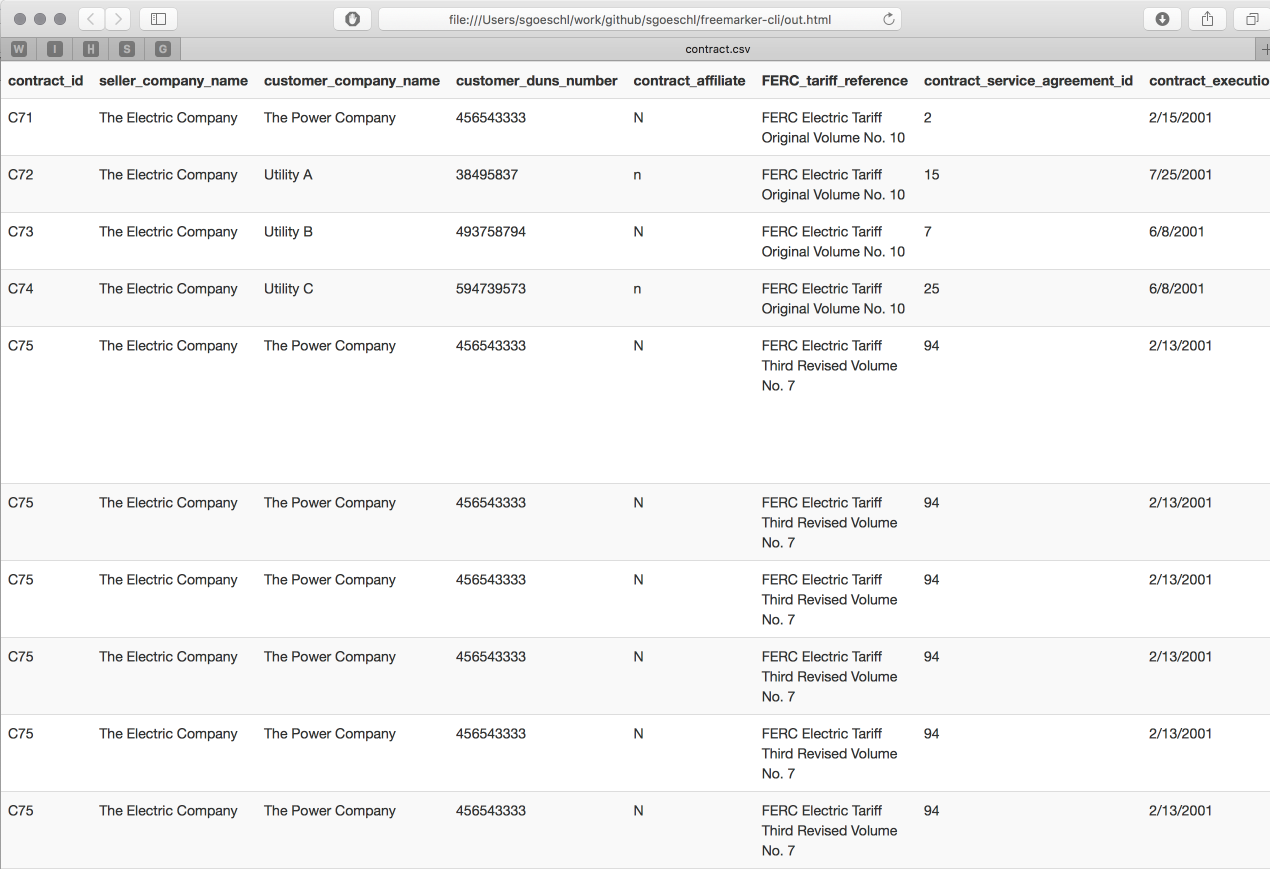 file:///Users/sgoeschl/work/github/sgoeschl/freemarker-cli/out.html
W I H S G contract.csv
contract_id seller_company_name customer_company_name customer_duns_number contract_affiliate FERC_tariff_reference contract_service_agreement_id contract_executio
C71 The Electric Company The Power Company 456543333 N FERC Electric Tariff 2 2/15/2001
Original Volume No. 10
C72 The Electric Company Utility A 38495837 n FERC Electric Tariff 15 7/25/2001
Original Volume No. 10
C73 The Electric Company Utility B 493758794 N FERC Electric Tariff 7 6/8/2001
Original Volume No. 10
C74 The Electric Company Utility C 594739573 n FERC Electric Tariff 25 6/8/2001
Original Volume No. 10
C75 The Electric Company The Power Company 456543333 N FERC Electric Tariff 94 2/13/2001
Third Revised Volume
No. 7
C75 The Electric Company The Power Company 456543333 N FERC Electric Tariff 94 2/13/2001
Third Revised Volume
No. 7
C75 The Electric Company The Power Company 456543333 N FERC Electric Tariff 94 2/13/2001
Third Revised Volume
No. 7
C75 The Electric Company The Power Company 456543333 N FERC Electric Tariff 94 2/13/2001
Third Revised Volume
No. 7
C75 The Electric Company The Power Company 456543333 N FERC Electric Tariff 94 2/13/2001
Third Revised Volume
No. 7
C75 The Electric Company The Power Company 456543333 N FERC Electric Tariff 94 2/13/2001
Third Revised Volume
No. 7